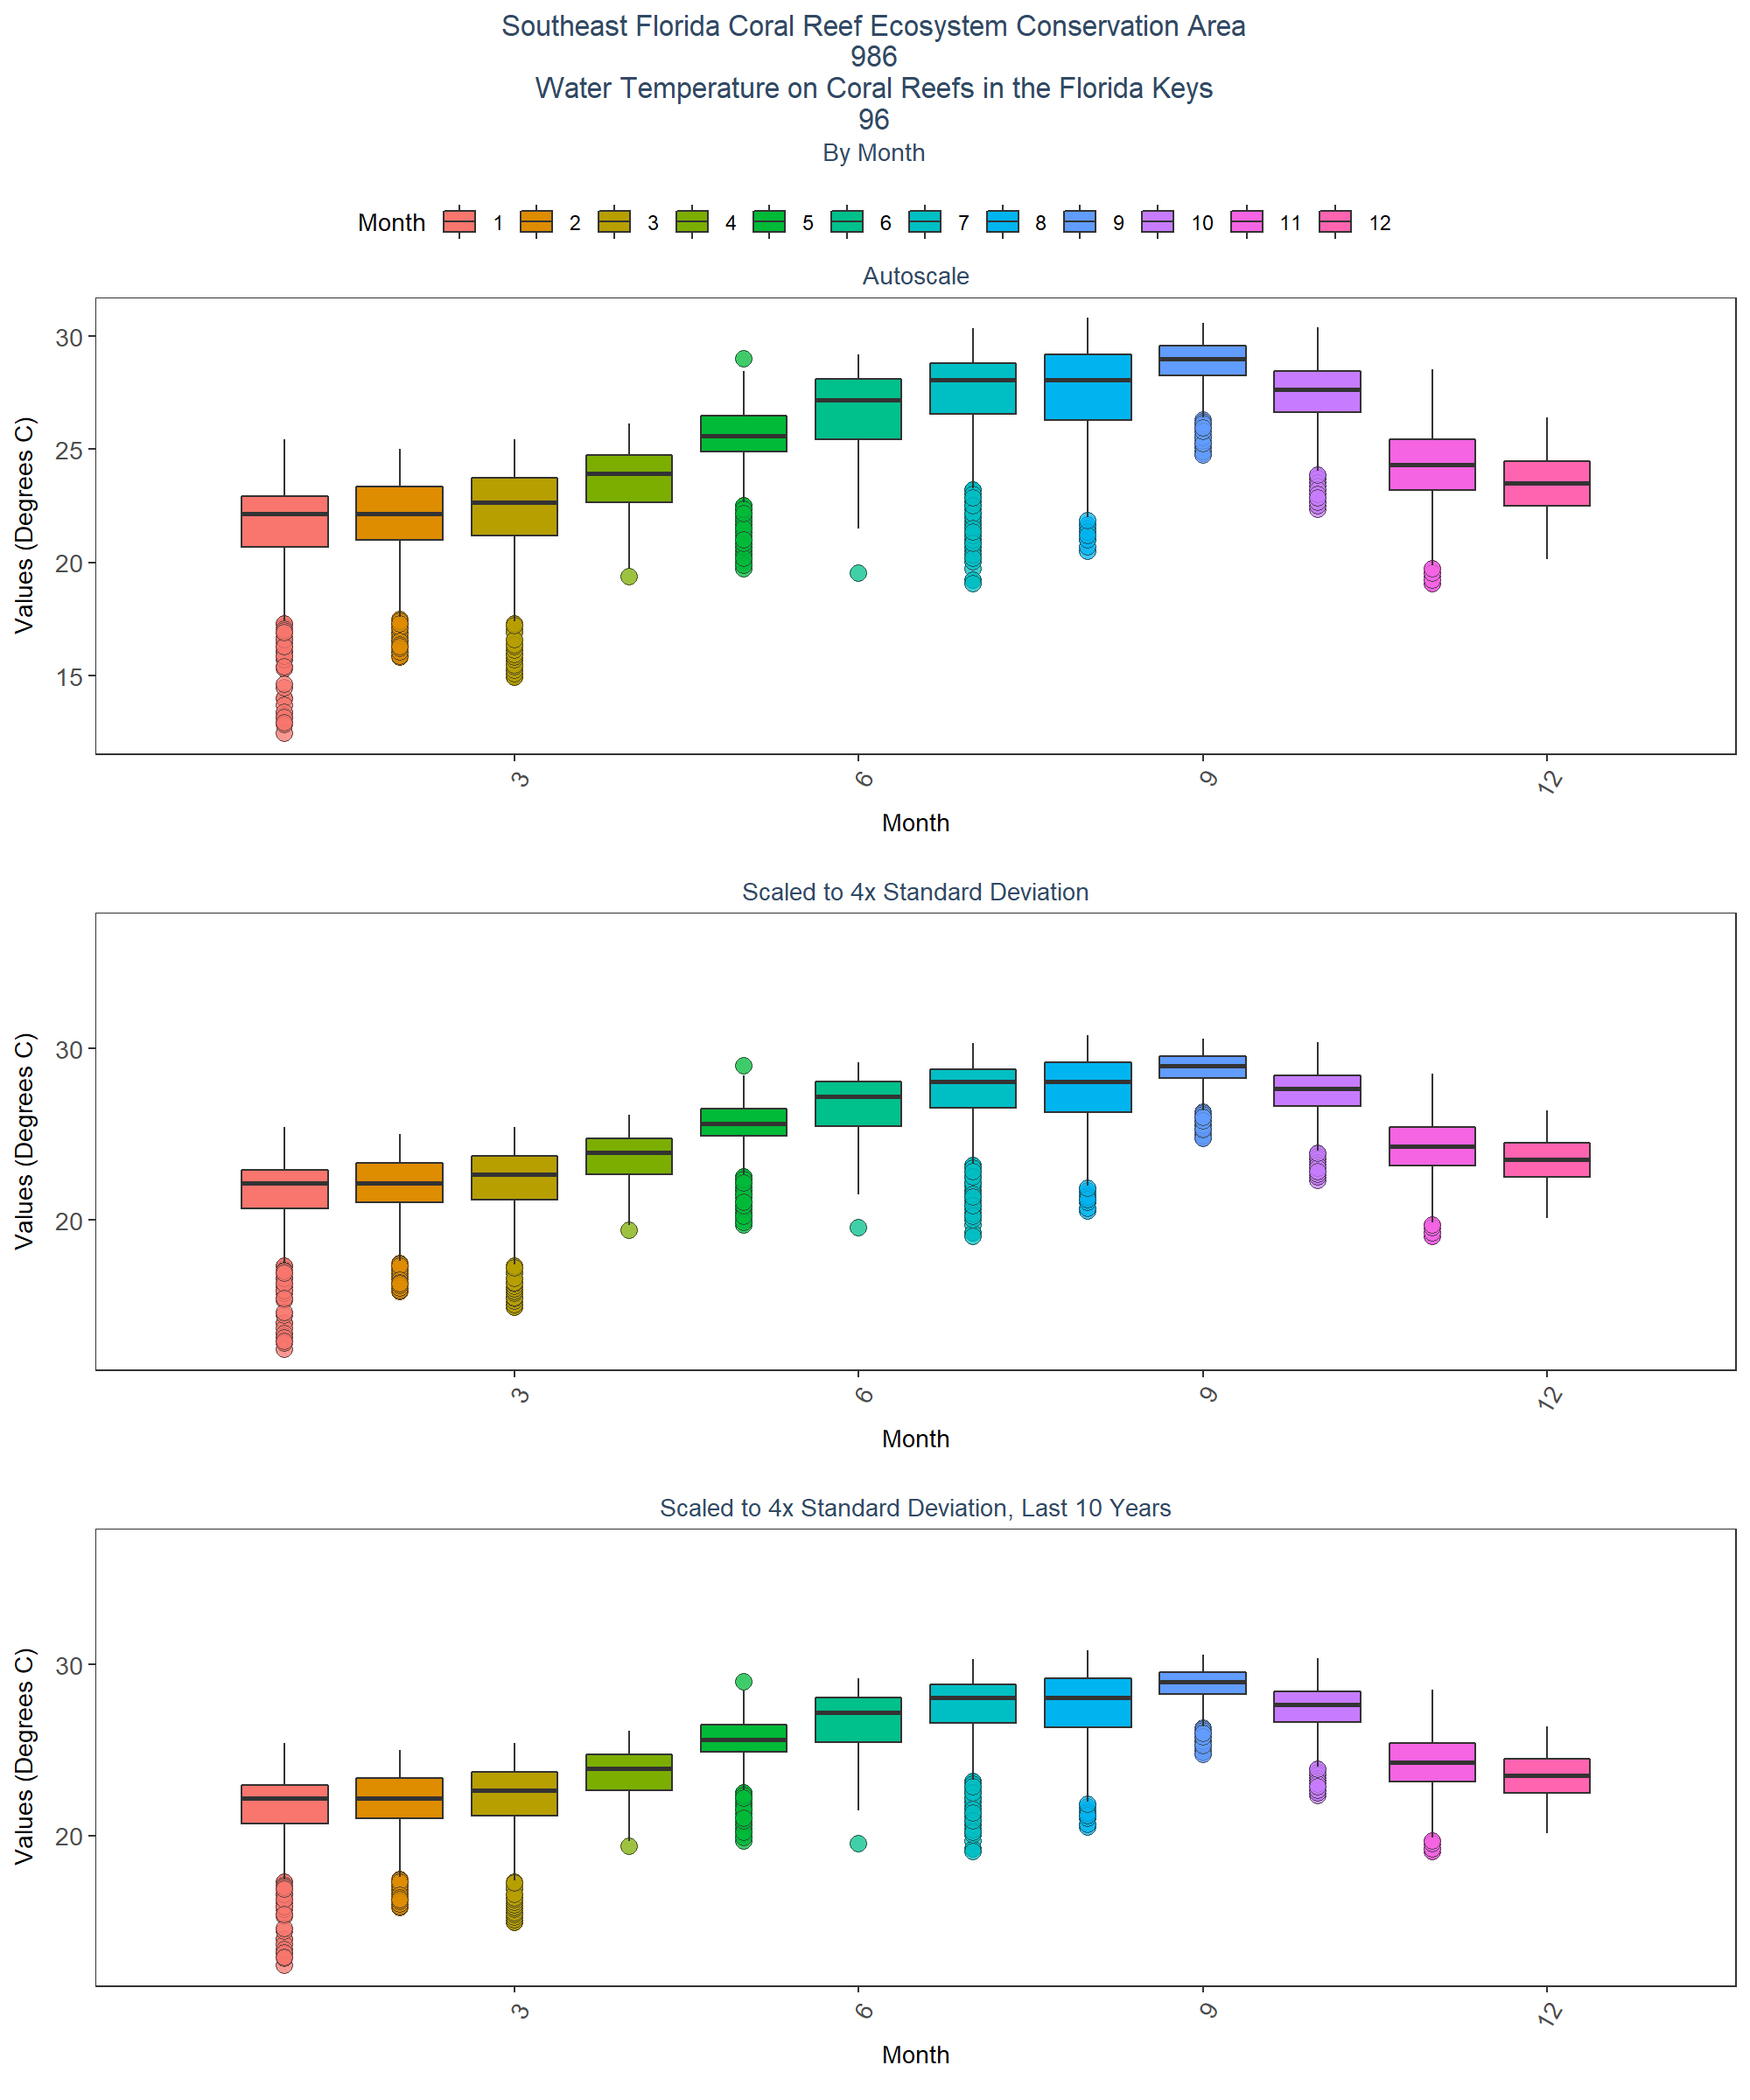 Southeast Florida Coral Reef Ecosystem Conservation Area
986
Water Temperature on Coral Reefs in the Florida Keys
96
By Month
Month 1 2 3 4 5 6 7 8 9 10 11 12
Autoscale
Values (Degrees C)
30
25
20
15
3 6 9 12
Month
Scaled to 4x Standard Deviation
Values (Degrees C)
30
20
3 6 9 12
Month
Scaled to 4x Standard Deviation, Last 10 Years
Values (Degrees C)
30
20
3 6 9 12
Month